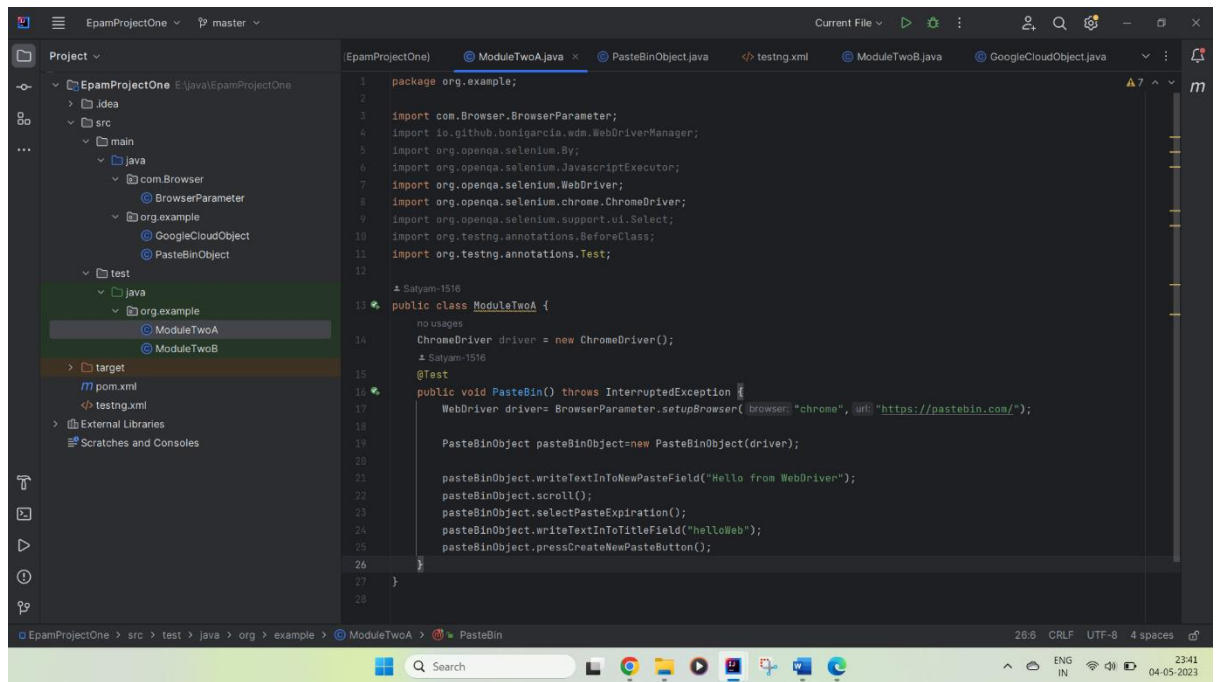 EpamProjectOne master Current File
Project
EpamProjectOne E:\java\EpamProjectOne
.idea
src
main
java
com.Browser
BrowserParameter
org.example
GoogleCloudObject
PasteBinObject
test
java
org.example
ModuleTwoA
ModuleTwoB
target
pom.xml
testng.xml
External Libraries
Scratches and Consoles
(EpamProjectOne) ModuleTwoA.java PasteBinObject.java testng.xml ModuleTwoB.java GoogleCloudObject.java
7
m
1 package org.example;
2
3 import com.Browser.BrowserParameter;
4 import io.github.bonigarcia.wdm.WebDriverManager;
5 import org.openqa.selenium.By;
6 import org.openqa.selenium.JavascriptExecutor;
7 import org.openqa.selenium.WebDriver;
8 import org.openqa.selenium.chrome.ChromeDriver;
9 import org.openqa.selenium.support.ui.Select;
10 import org.testng.annotations.BeforeClass;
11 import org.testng.annotations.Test;
12
Satyam-1516
13 public class ModuleTwoA {
no usages
14 ChromeDriver driver = new ChromeDriver();
Satyam-1516
15 @Test
16 public void PasteBin() throws InterruptedException {
17 WebDriver driver= BrowserParameter.setupBrowser( browser: "chrome", url: "https://pastebin.com/");
18
19 PasteBinObject pasteBinObject=new PasteBinObject(driver);
20
21 pasteBinObject.writeTextInToNewPasteField("Hello from WebDriver");
22 pasteBinObject.scroll();
23 pasteBinObject.selectPasteExpiration();
24 pasteBinObject.writeTextInToTitleField("helloWeb");
25 pasteBinObject.pressCreateNewPasteButton();
26 }
27 }
28
EpamProjectOne > src > test > java > org > example > ModuleTwoA > PasteBin 26:6 CRLF UTF-8 4 spaces
Search
ENG
IN
23:41
04-05-2023